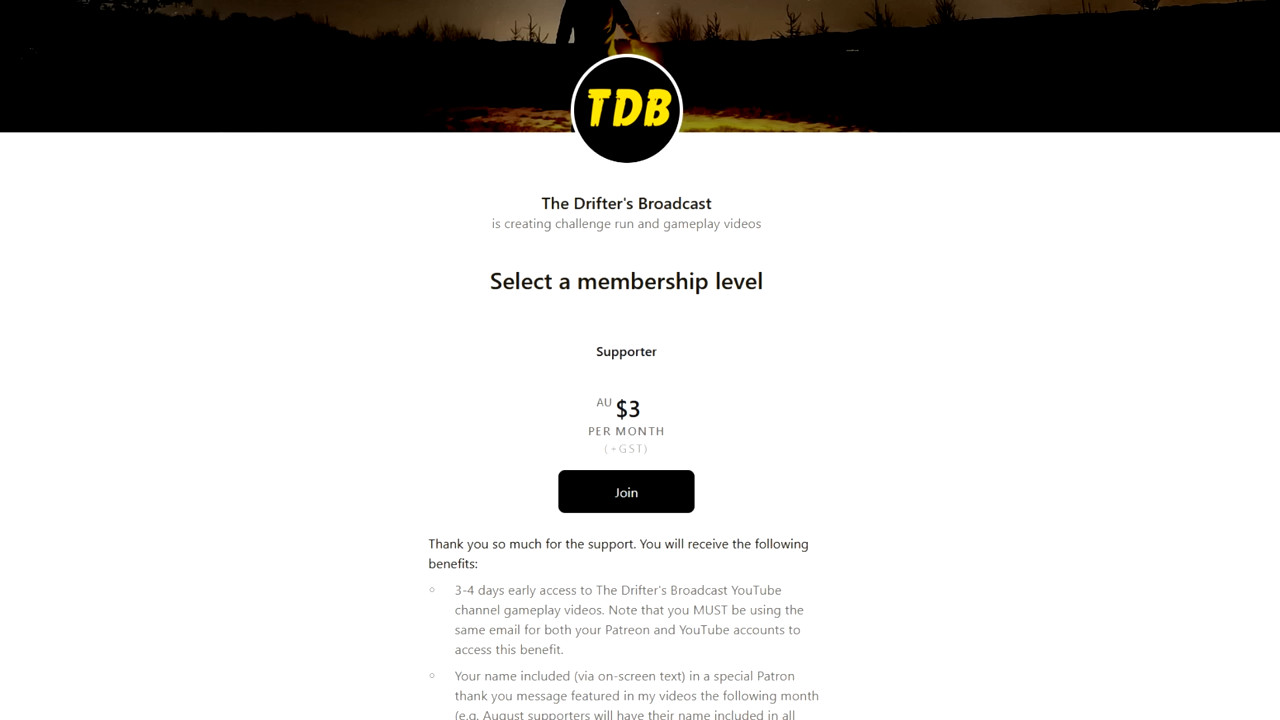 TDB
The Drifter's Broadcast
is creating challenge run and gameplay videos
Select a membership level
Supporter
AU $3
PER MONTH
(+GST)
Join
Thank you so much for the support. You will receive the following
benefits:
○ 3-4 days early access to The Drifter's Broadcast YouTube
channel gameplay videos. Note that you MUST be using the
same email for both your Patreon and YouTube accounts to
access this benefit.
○ Your name included (via on-screen text) in a special Patron
thank you message featured in my videos the following month
(e.g. August supporters will have their name included in all